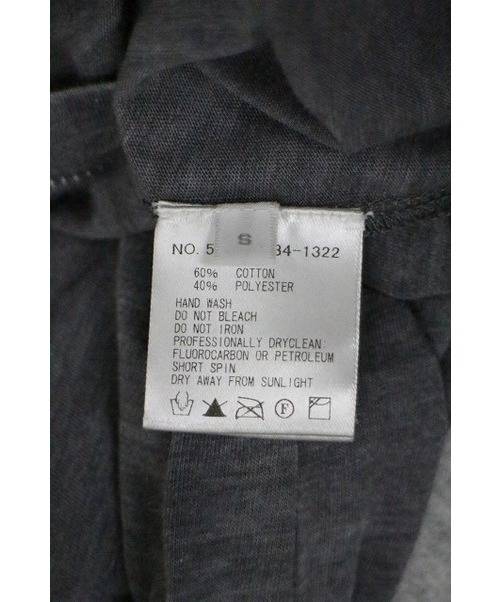 S
NO. 5 34-1322
60% COTTON
40% POLYESTER
HAND WASH
DO NOT BLEACH
DO NOT IRON
PROFESSIONALLY DRYCLEAN
FLUOROCARBON OR PETROLEUM
SHORT SPIN
DRY AWAY FROM SUNLIGHT
F